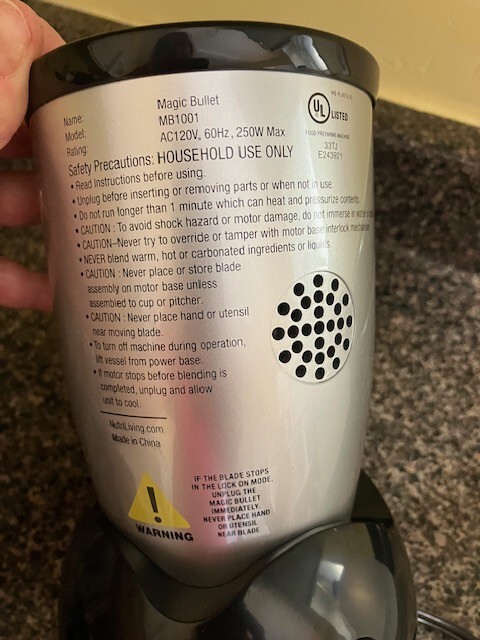 Name: Magic Bullet
Model: MB1001
Rating: AC120V, 60Hz, 250W Max
UL LISTED
FOOD PREPARING MACHINE
33TJ
E243921
Safety Precautions: HOUSEHOLD USE ONLY
• Read Instructions before using.
• Unplug before inserting or removing parts or when not in use.
• Do not run longer than 1 minute which can heat and pressurize contents.
• CAUTION : To avoid shock hazard or motor damage, do not immerse in
• CAUTION–Never try to override or tamper with motor base interlock mechanism.
• NEVER blend warm, hot or carbonated ingredients or liquids.
• CAUTION : Never place or store blade
assembly on motor base unless
assembled to cup or pitcher.
• CAUTION : Never place hand or utensil
near moving blade.
• To turn off machine during operation,
lift vessel from power base.
• If motor stops before blending is
completed, unplug and allow
unit to cool.
NutriLiving.com
Made in China
WARNING
IF THE BLADE STOPS
IN THE LOCK ON MODE,
UNPLUG THE
MAGIC BULLET
IMMEDIATELY.
NEVER PLACE HAND
OR UTENSIL
NEAR BLADE